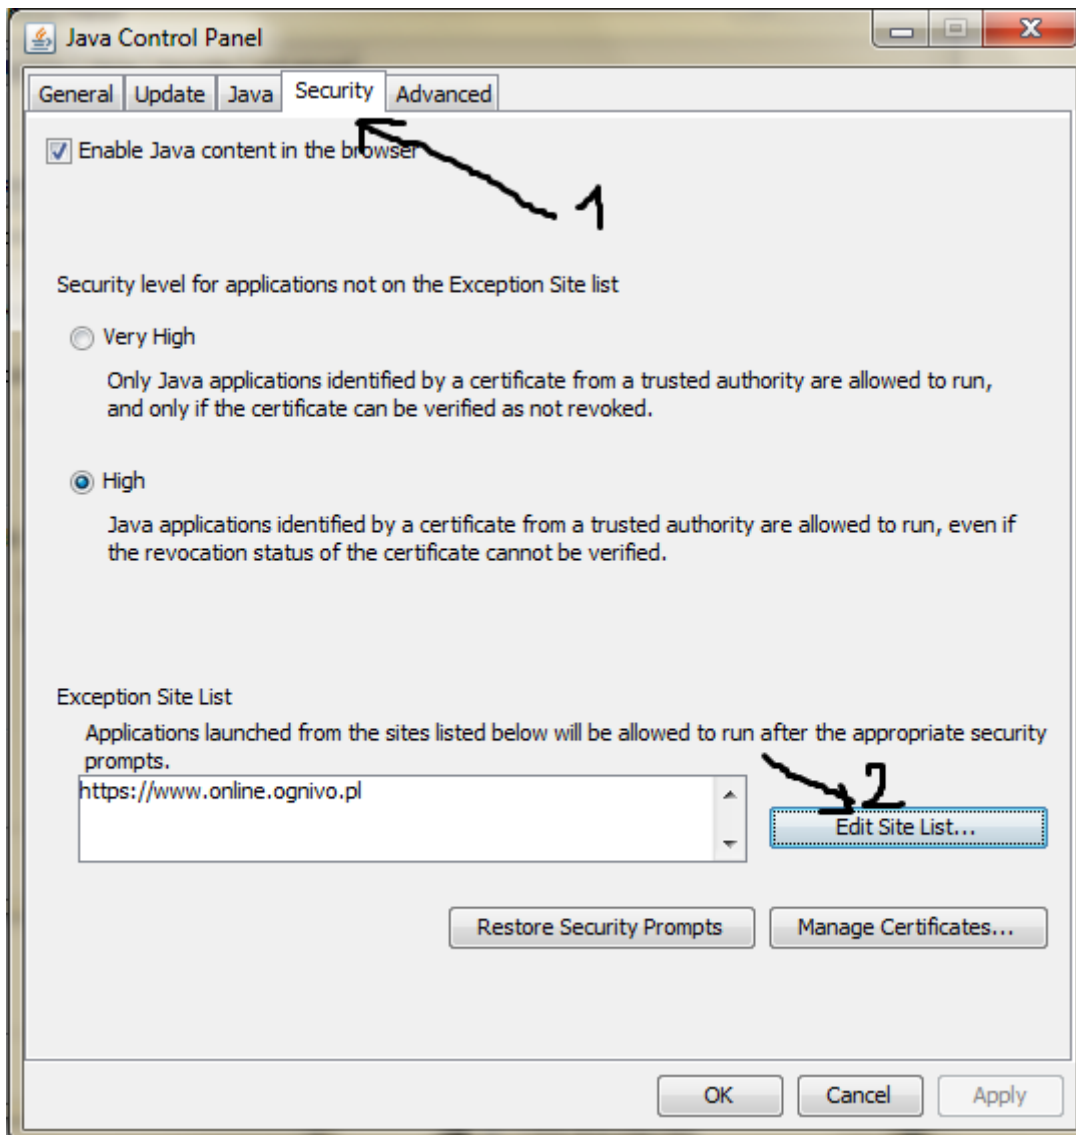 Java Control Panel
General Update Java Security Advanced
Enable Java content in the browser
1
Security level for applications not on the Exception Site list
Very High
Only Java applications identified by a certificate from a trusted authority are allowed to run,
and only if the certificate can be verified as not revoked.
High
Java applications identified by a certificate from a trusted authority are allowed to run, even if
the revocation status of the certificate cannot be verified.
Exception Site List
Applications launched from the sites listed below will be allowed to run after the appropriate security
prompts.
https://www.online.ognivo.pl
2
Edit Site List...
Restore Security Prompts Manage Certificates...
OK Cancel Apply